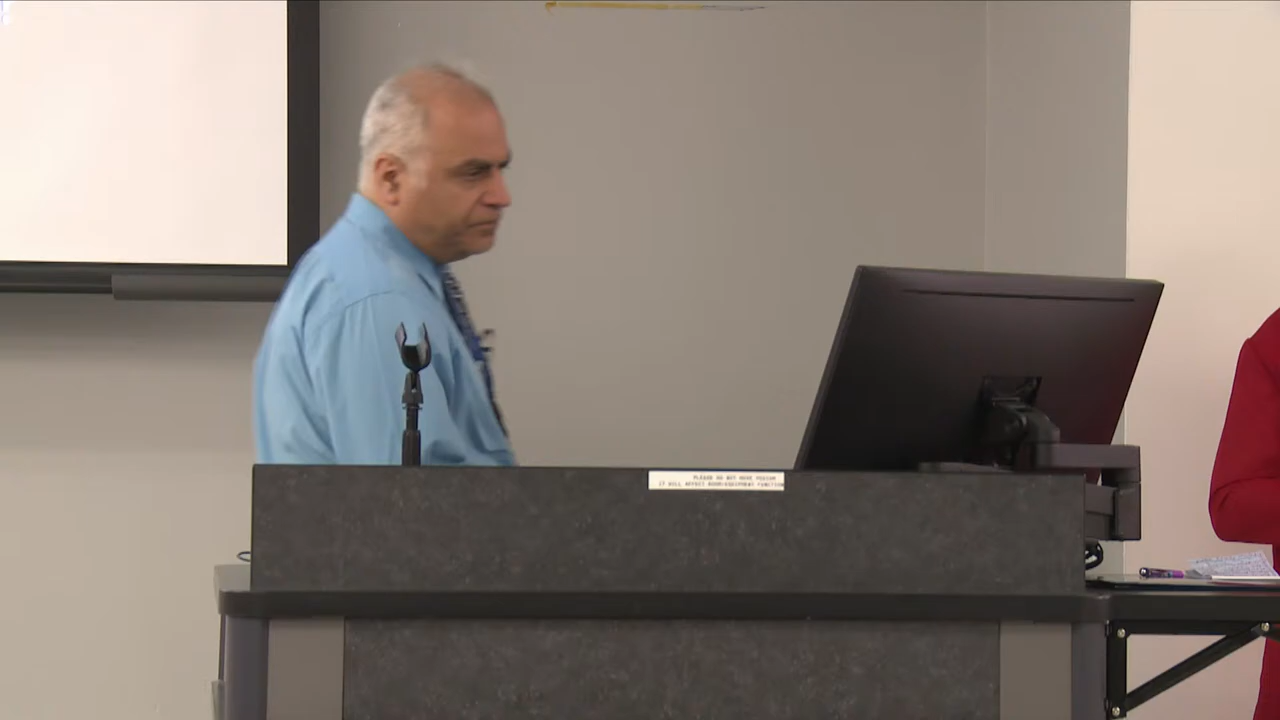 PLEASE DO NOT MOVE PODIUM
IT WILL AFFECT ROOM/EQUIPMENT FUNCTION